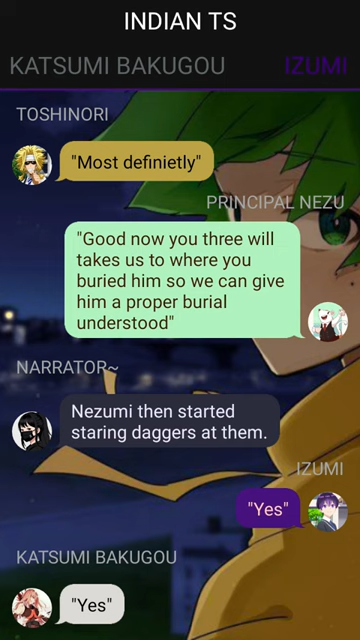 INDIAN TS
KATSUMI BAKUGOU IZUMI
TOSHINORI
"Most definietly"
PRINCIPAL NEZU
"Good now you three will
takes us to where you
buried him so we can give
him a proper burial
understood"
NARRATOR~
Nezumi then started
staring daggers at them.
IZUMI
"Yes"
KATSUMI BAKUGOU
"Yes"